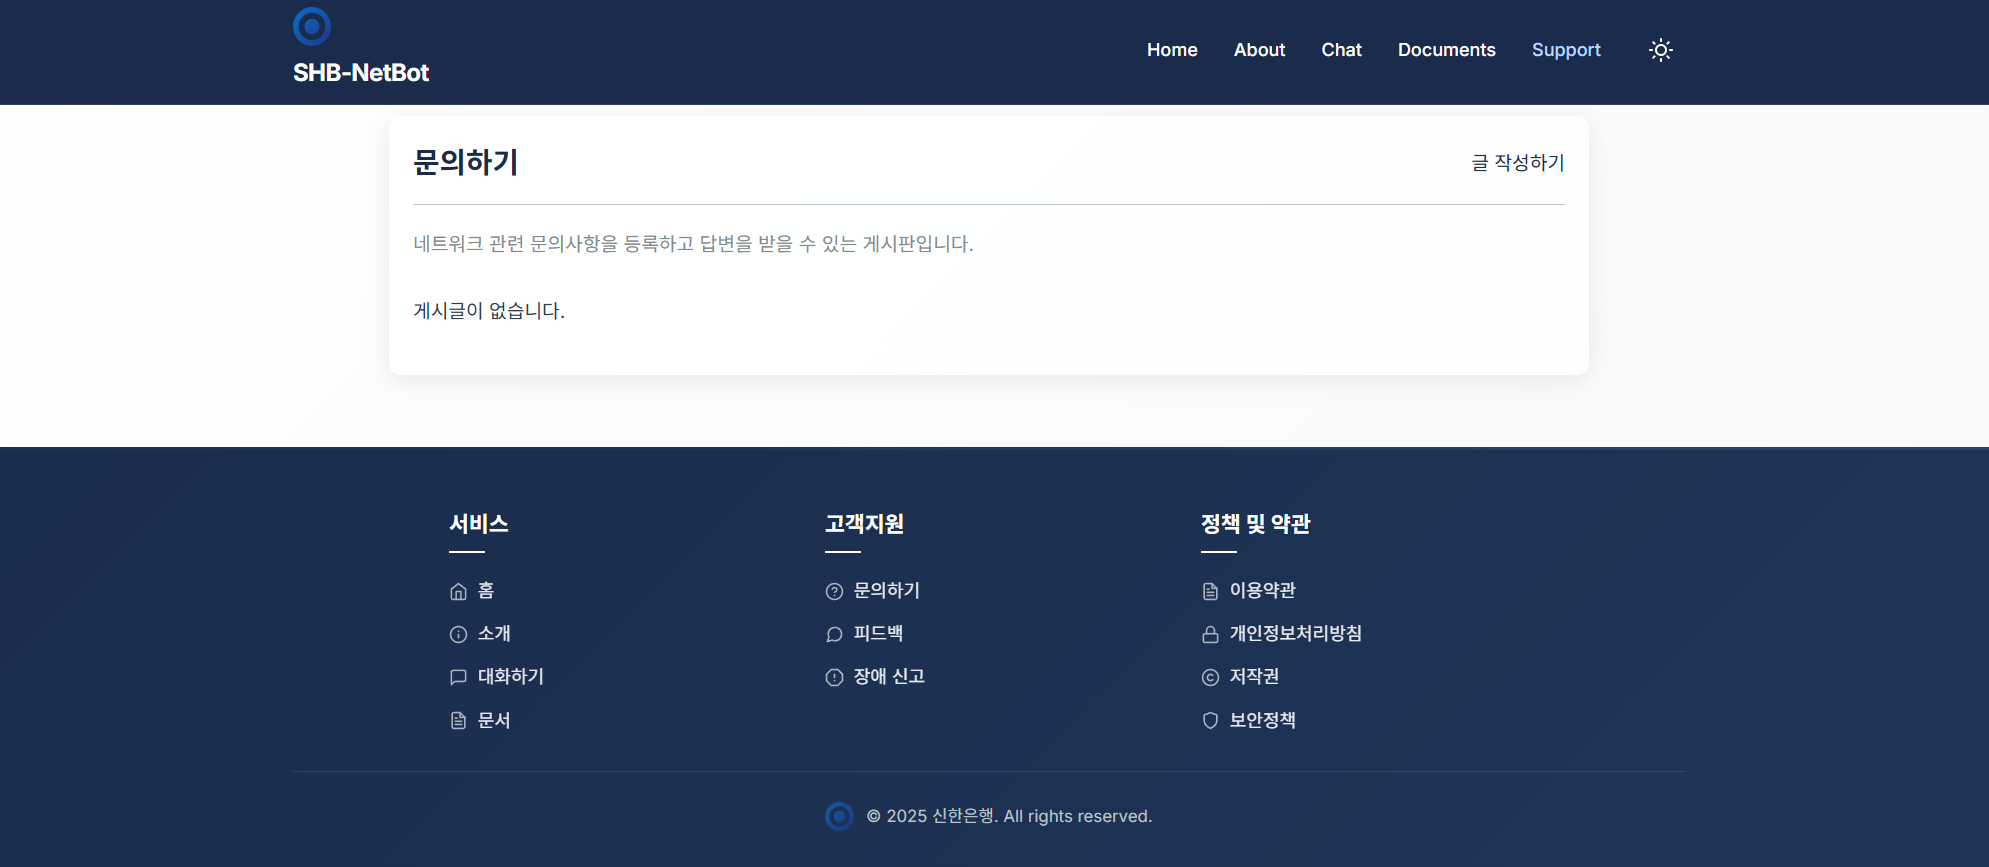 SHB-NetBot
Home About Chat Documents Support
문의하기
글 작성하기
네트워크 관련 문의사항을 등록하고 답변을 받을 수 있는 게시판입니다.
게시글이 없습니다.
서비스
홈
소개
대화하기
문서
고객지원
문의하기
피드백
장애 신고
정책 및 약관
이용약관
개인정보처리방침
저작권
보안정책
© 2025 신한은행. All rights reserved.